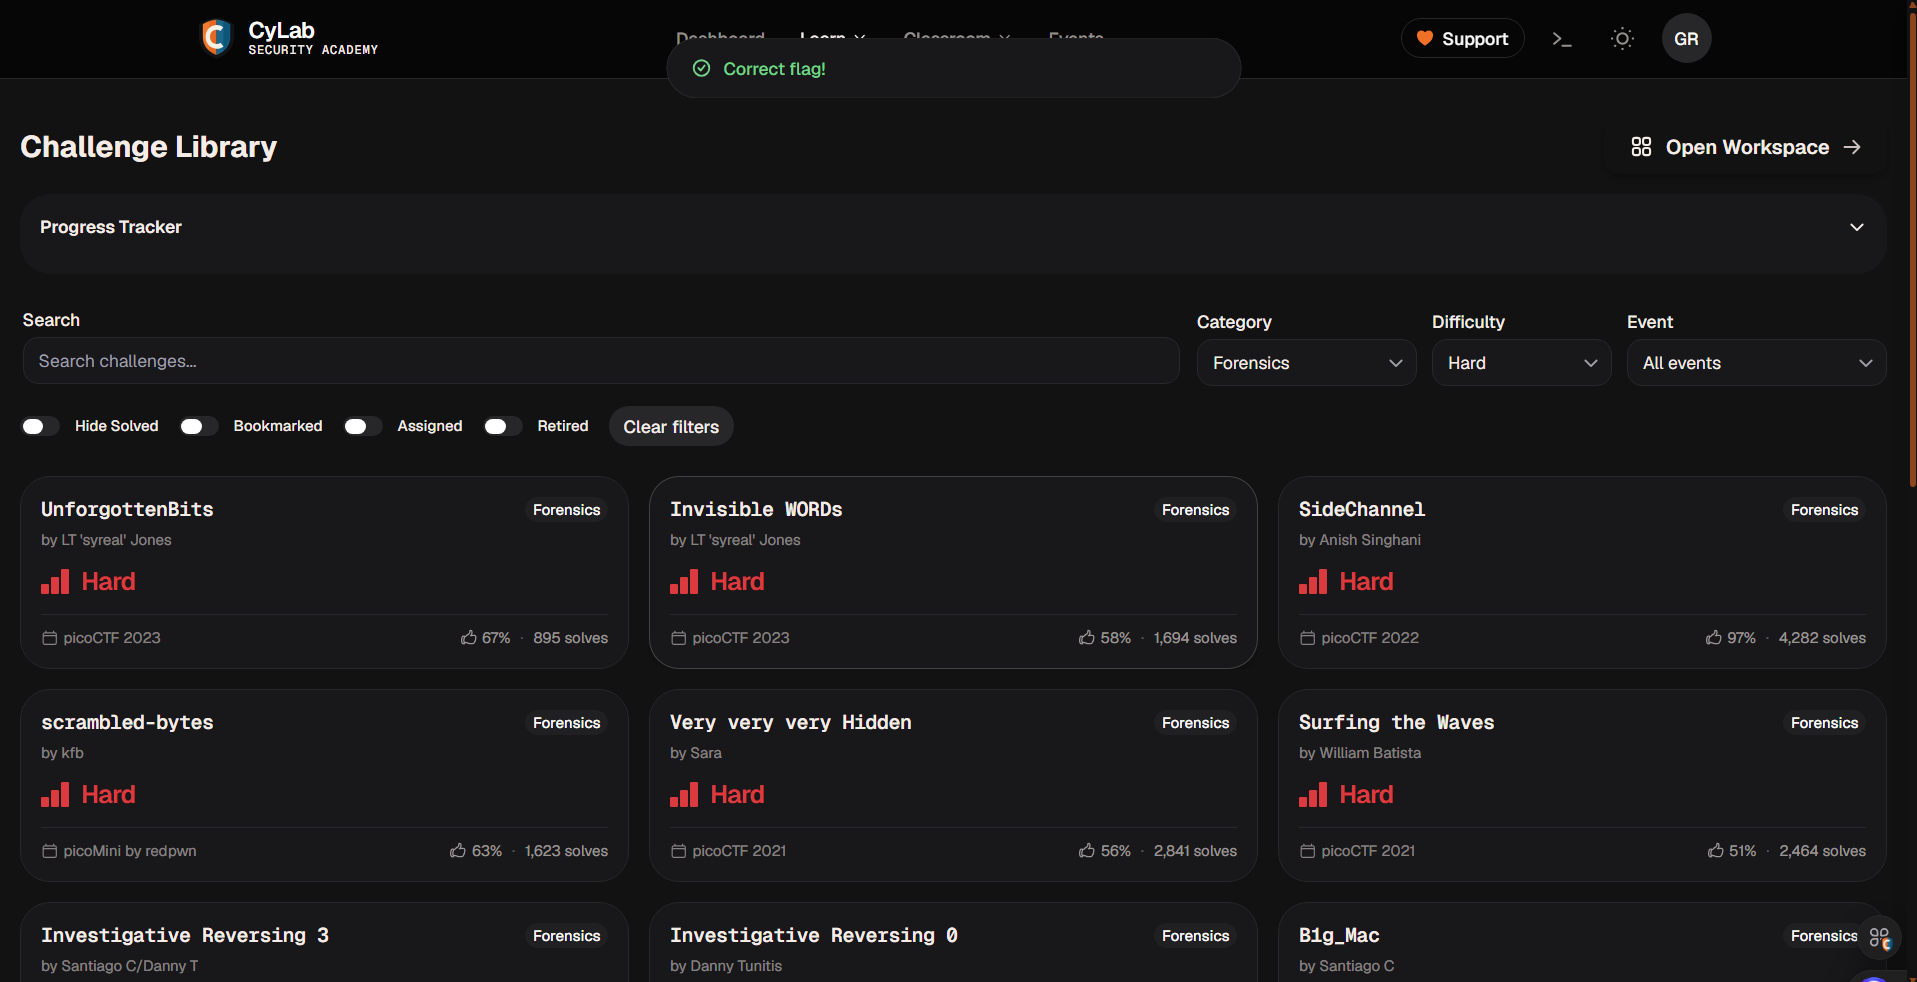 CyLab
SECURITY ACADEMY
Dashboard
Learn
Classroom
Events
Support
GR
Correct flag!
Challenge Library
Open Workspace
Progress Tracker
Search
Category
Difficulty
Event
Search challenges...
Forensics
Hard
All events
Hide Solved
Bookmarked
Assigned
Retired
Clear filters
UnforgottenBits
Forensics
by LT 'syreal' Jones
Hard
picoCTF 2023
67% · 895 solves
Invisible WORDs
Forensics
by LT 'syreal' Jones
Hard
picoCTF 2023
58% · 1,694 solves
SideChannel
Forensics
by Anish Singhani
Hard
picoCTF 2022
97% · 4,282 solves
scrambled-bytes
Forensics
by kfb
Hard
picoMini by redpwn
63% · 1,623 solves
Very very very Hidden
Forensics
by Sara
Hard
picoCTF 2021
56% · 2,841 solves
Surfing the Waves
Forensics
by William Batista
Hard
picoCTF 2021
51% · 2,464 solves
Investigative Reversing 3
Forensics
by Santiago C/Danny T
Investigative Reversing 0
Forensics
by Danny Tunitis
B1g_Mac
Forensics
by Santiago C